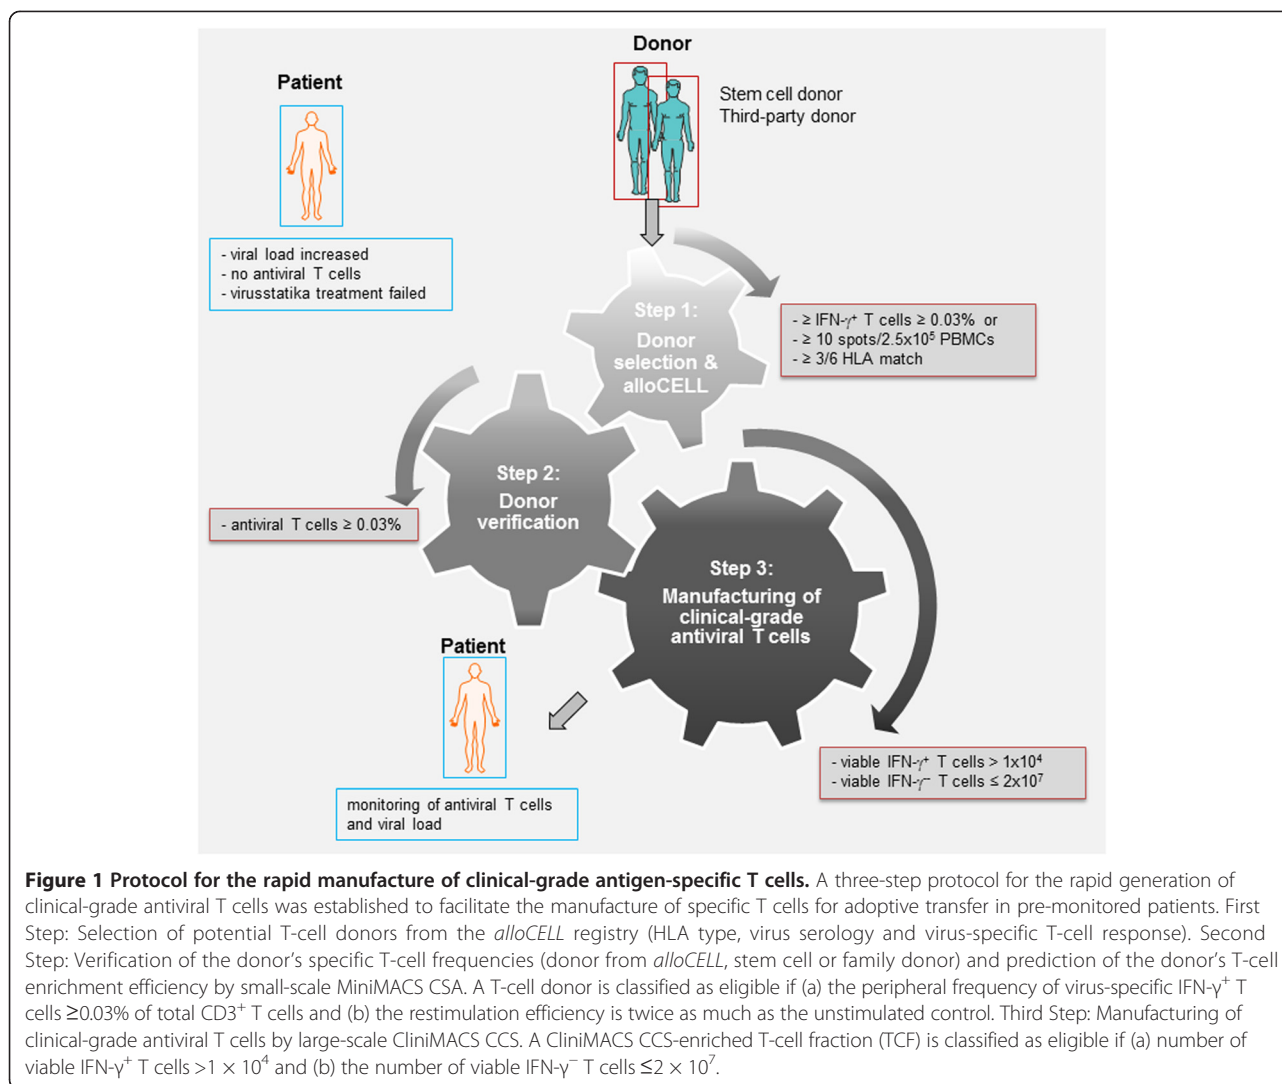 Donor
Patient
Stem cell donor
Third-party donor
- viral load increased
- no antiviral T cells
- virusstatika treatment failed
Step 1:
Donor
selection &
alloCELL
- ≥ IFN-γ⁺ T cells ≥ 0.03% or
- ≥ 10 spots/2.5x10⁵ PBMCs
- ≥ 3/6 HLA match
Step 2:
Donor
verification
- antiviral T cells ≥ 0.03%
Step 3:
Manufacturing of
clinical-grade
antiviral T cells
Patient
- viable IFN-γ⁺ T cells > 1x10⁴
- viable IFN-γ⁻ T cells ≤ 2x10⁷
monitoring of antiviral T cells
and viral load
Figure 1 Protocol for the rapid manufacture of clinical-grade antigen-specific T cells. A three-step protocol for the rapid generation of
clinical-grade antiviral T cells was established to facilitate the manufacture of specific T cells for adoptive transfer in pre-monitored patients. First
Step: Selection of potential T-cell donors from the alloCELL registry (HLA type, virus serology and virus-specific T-cell response). Second
Step: Verification of the donor's specific T-cell frequencies (donor from alloCELL, stem cell or family donor) and prediction of the donor's T-cell
enrichment efficiency by small-scale MiniMACS CSA. A T-cell donor is classified as eligible if (a) the peripheral frequency of virus-specific IFN-γ⁺ T
cells ≥0.03% of total CD3⁺ T cells and (b) the restimulation efficiency is twice as much as the unstimulated control. Third Step: Manufacturing of
clinical-grade antiviral T cells by large-scale CliniMACS CCS. A CliniMACS CCS-enriched T-cell fraction (TCF) is classified as eligible if (a) number of
viable IFN-γ⁺ T cells >1 × 10⁴ and (b) the number of viable IFN-γ⁻ T cells ≤2 × 10⁷.